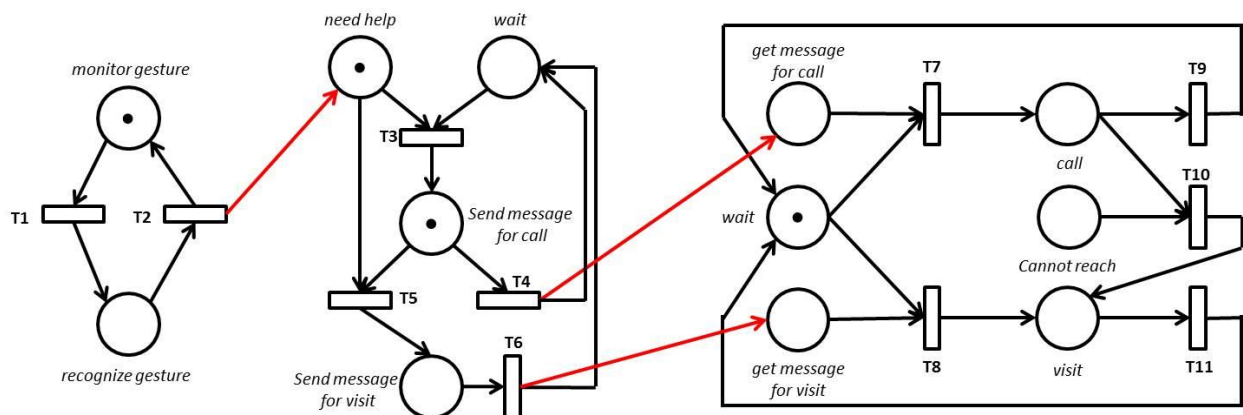 monitor gesture
T1
T2
recognize gesture
need help
wait
T3
Send message
for call
T5
T4
Send message
for visit
T6
get message
for call
T7
T9
call
wait
T10
Cannot reach
get message
for visit
T8
visit
T11